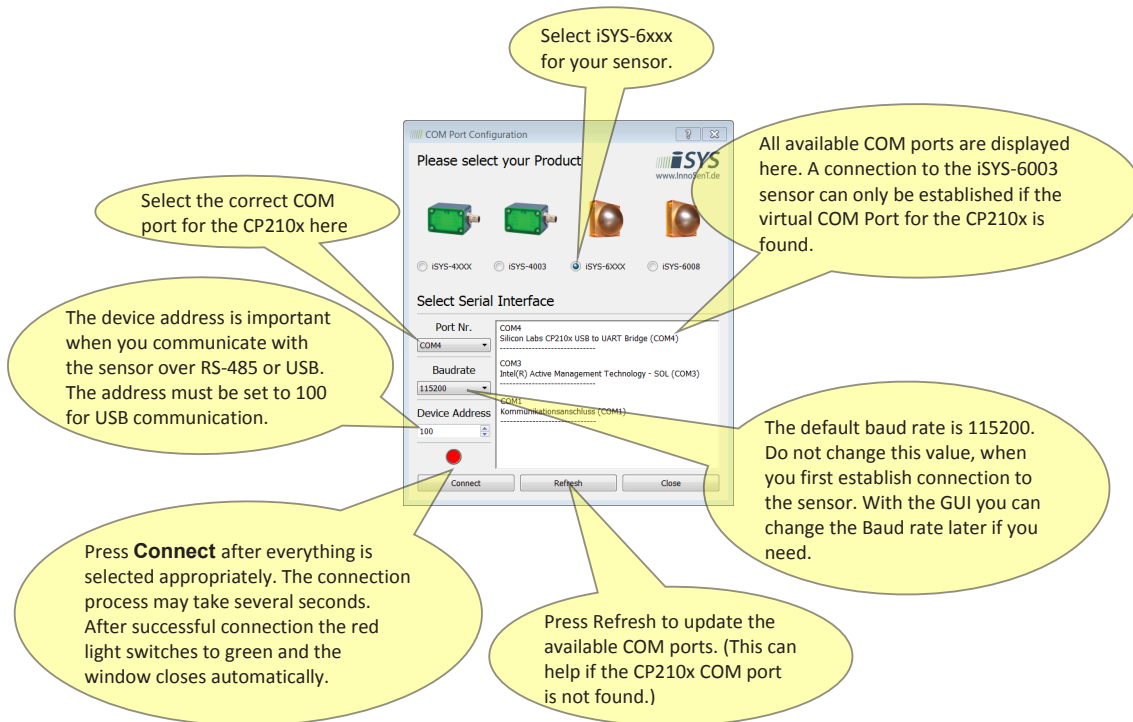 Select iSYS-6xxx
for your sensor.
COM Port Configuration
Please select your Product
iSYS
www.InnoSenT.de
All available COM ports are displayed
here. A connection to the iSYS-6003
sensor can only be established if the
virtual COM Port for the CP210x is
found.
Select the correct COM
port for the CP210x here
iSYS-4XXX
iSYS-4003
iSYS-6XXX
iSYS-6008
Select Serial Interface
The device address is important
when you communicate with
the sensor over RS-485 or USB.
The address must be set to 100
for USB communication.
Port Nr.
COM4
Baudrate
115200
Device Address
100
COM4
Silicon Labs CP210x USB to UART Bridge (COM4)
------------------------------
COM3
Intel(R) Active Management Technology - SOL (COM3)
------------------------------
COM1
Kommunikationsanschluss (COM1)
------------------------------
Connect
Refresh
Close
The default baud rate is 115200.
Do not change this value, when
you first establish connection to
the sensor. With the GUI you can
change the Baud rate later if you
need.
Press Connect after everything is
selected appropriately. The connection
process may take several seconds.
After successful connection the red
light switches to green and the
window closes automatically.
Press Refresh to update the
available COM ports. (This can
help if the CP210x COM port
is not found.)